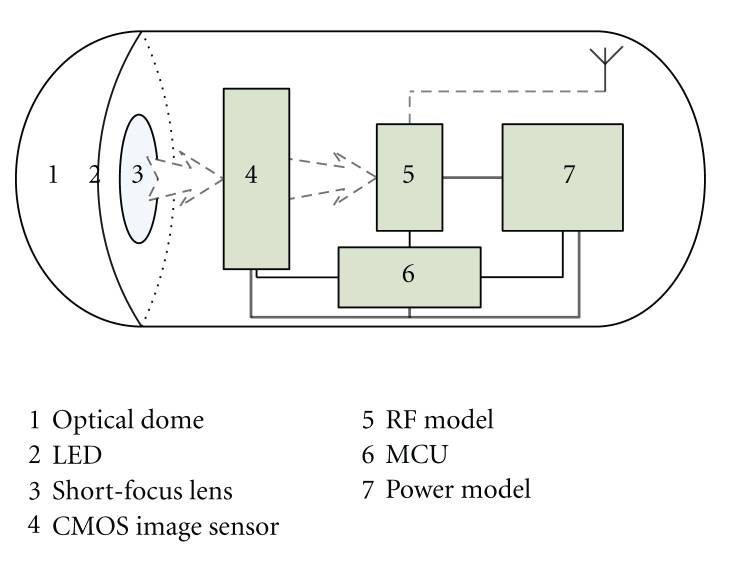 1 2 3 4 5 7
6
1 Optical dome
2 LED
3 Short-focus lens
4 CMOS image sensor
5 RF model
6 MCU
7 Power model